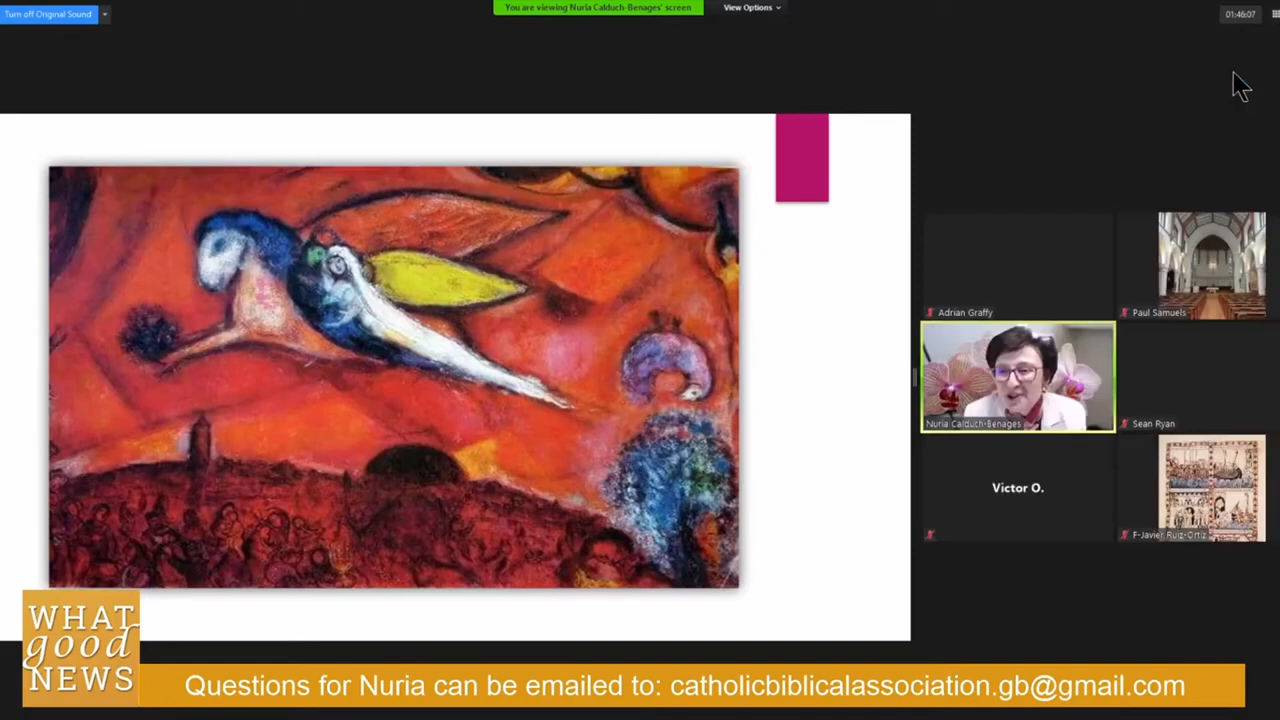 Turn off Original Sound
You are viewing Nuria Calduch-Benages' screen
View Options
01:46:07
Adrian Graffy
Paul Samuels
Nuria Calduch-Benages
Sean Ryan
Victor O.
F-Javier Ruiz-Ortiz
WHAT
good
NEWS
Questions for Nuria can be emailed to: catholicbiblicalassociation.gb@gmail.com